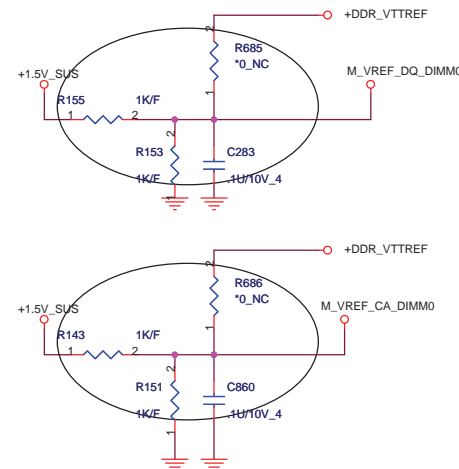 +DDR_VTTREF
2
R685
*0_NC
1
+1.5V_SUS
M_VREF_DQ_DIMM0
R155
1K/F
1
2
2
R153
1K/F
1
C283
.1U/10V_4
+DDR_VTTREF
2
R686
*0_NC
1
+1.5V_SUS
M_VREF_CA_DIMM0
R143
1K/F
1
2
2
R151
1K/F
1
C860
.1U/10V_4